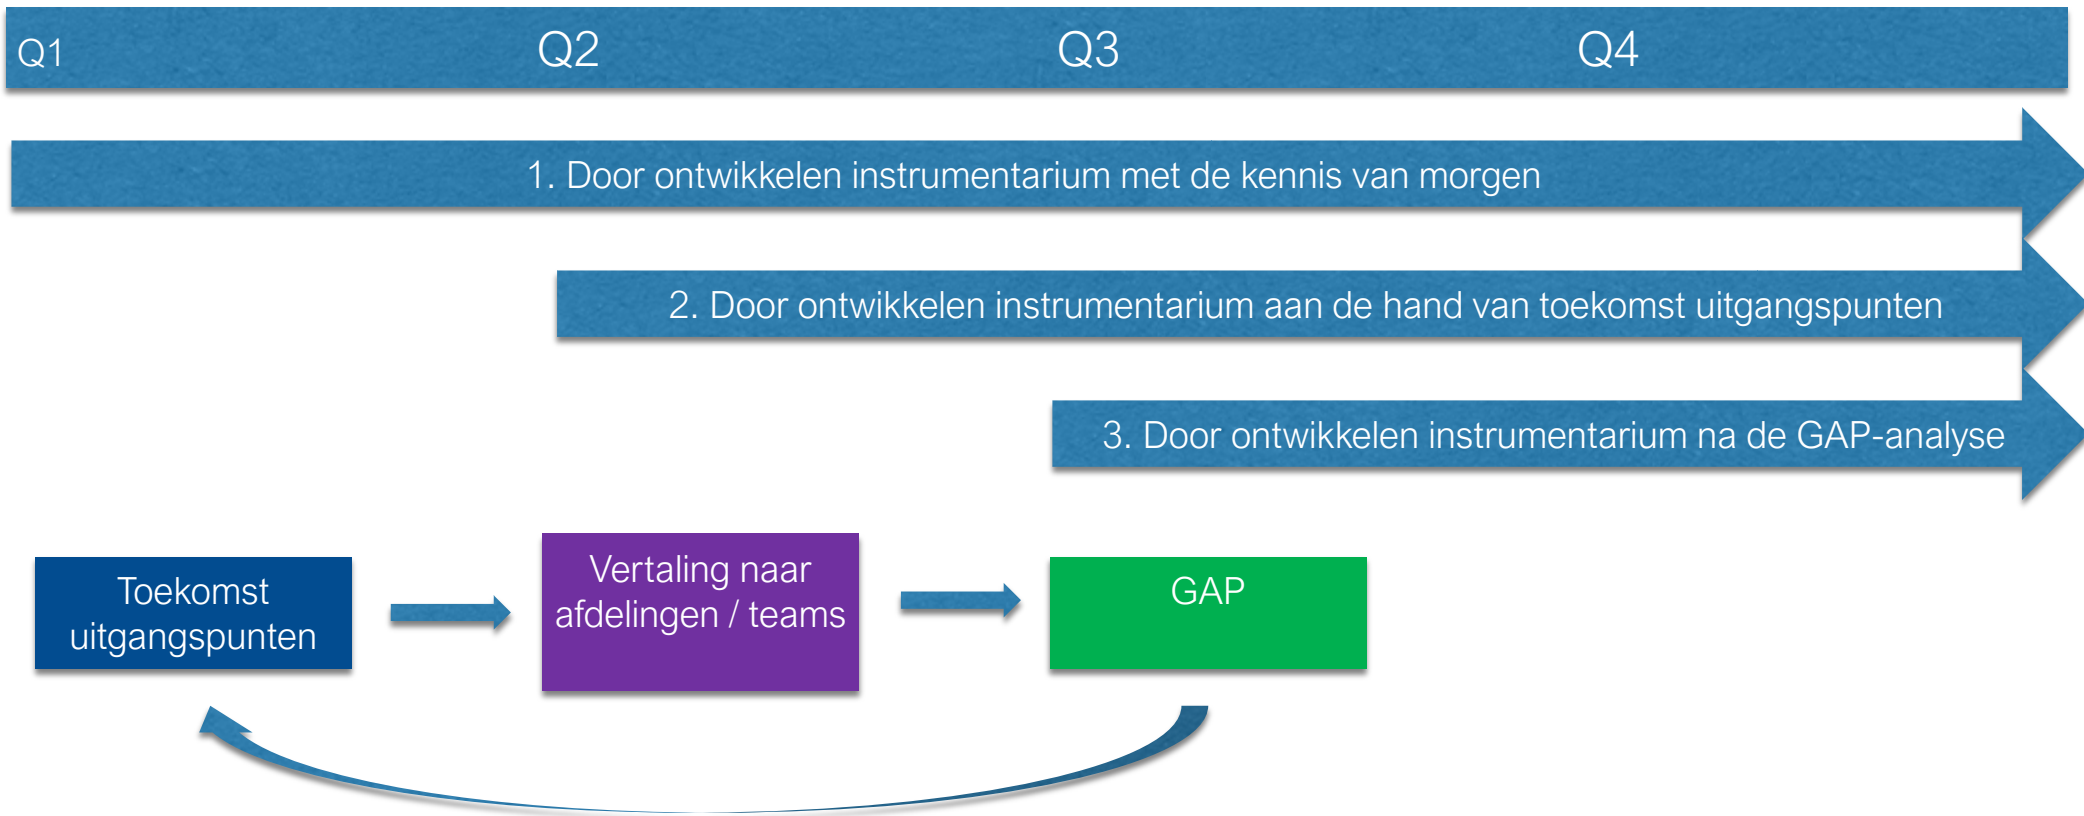 Q1 Q2 Q3 Q4
1. Door ontwikkelen instrumentarium met de kennis van morgen
2. Door ontwikkelen instrumentarium aan de hand van toekomst uitgangspunten
3. Door ontwikkelen instrumentarium na de GAP-analyse
Toekomst
uitgangspunten
Vertaling naar
afdelingen / teams
GAP